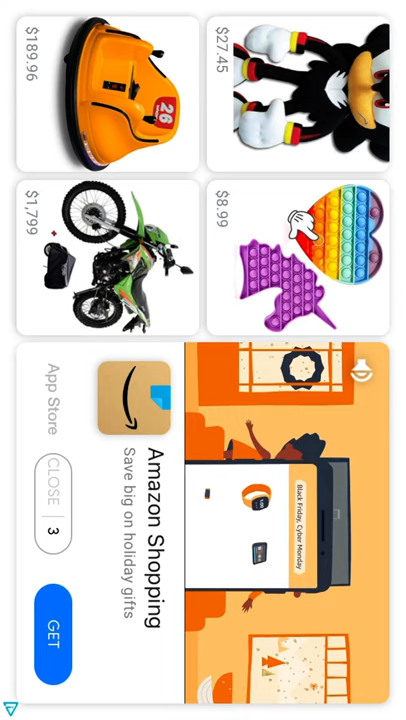 $27.45
$8.99
26
$189.96
$1,799
Black Friday, Cyber Monday
Amazon Shopping
Save big on holiday gifts
App Store
CLOSE | 3
GET